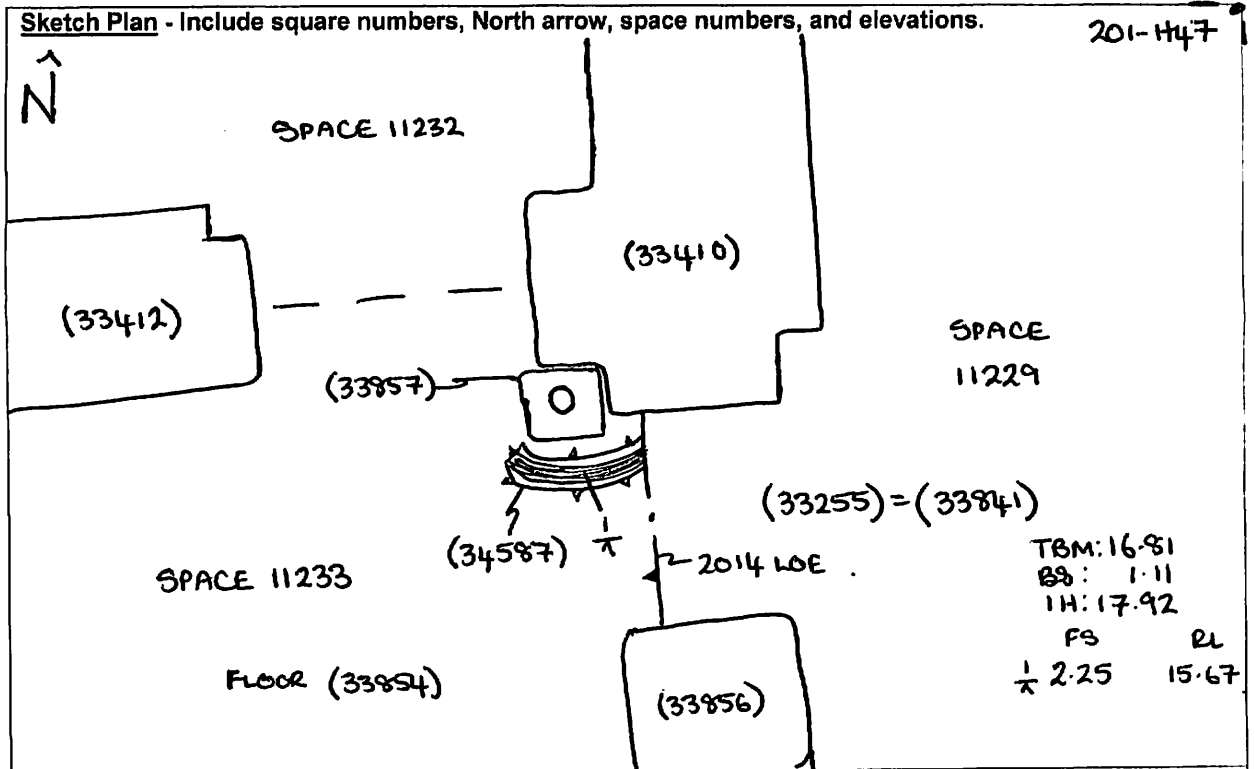 Sketch Plan - Include square numbers, North arrow, space numbers, and elevations.
201-H47
N
SPACE 11232
(33410)
(33412)
SPACE
11229
(33857)
(33255)=(33841)
(34587)
1
2014 LOE
TBM: 16.81
BS: 1.11
IH: 17.92
FS RL
1 2.25 15.67
SPACE 11233
FLOOR (33854)
(33856)